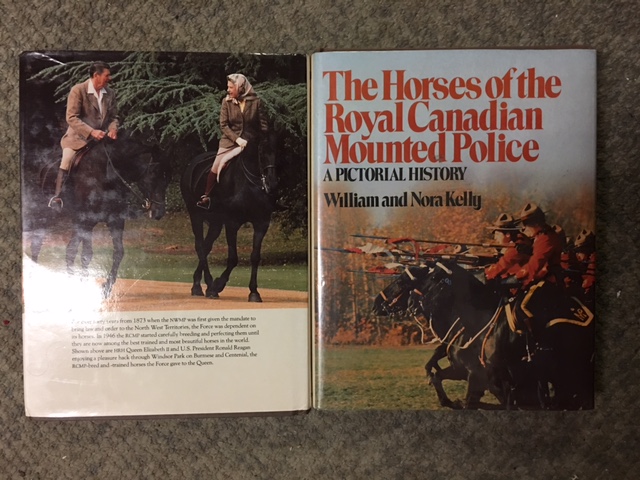 The Horses of the
Royal Canadian
Mounted Police
A PICTORIAL HISTORY
William and Nora Kelly
years from 1873 when the NWMP was first given the mandate to
bring law and order to the North West Territories, the Force was dependent on
its horses. In 1946 the RCMP started carefully breeding and perfecting them until
they are now among the best trained and most beautiful horses in the world.
Shown above are HRH Queen Elizabeth II and U.S. President Ronald Reagan
enjoying a pleasure hack through Windsor Park on Burmese and Centenial, the
RCMP-bred and -trained horses the Force gave to the Queen.